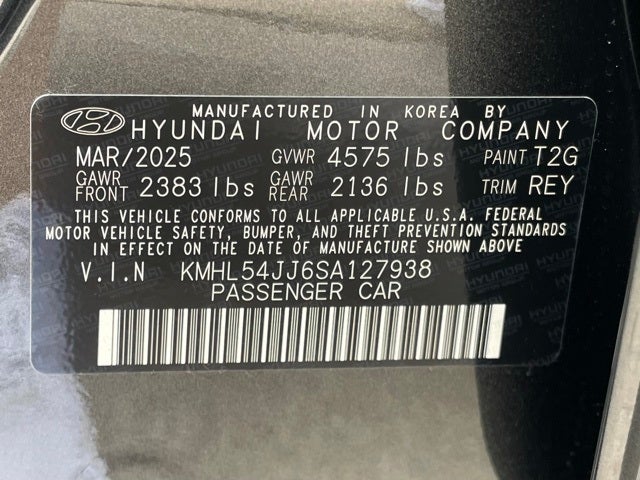 MANUFACTURED IN KOREA BY
HYUNDAI MOTOR COMPANY
MAR/2025 GVWR 4575 lbs PAINT T2G
GAWR FRONT 2383 lbs GAWR REAR 2136 lbs TRIM REY
THIS VEHICLE CONFORMS TO ALL APPLICABLE U.S.A. FEDERAL
MOTOR VEHICLE SAFETY, BUMPER, AND THEFT PREVENTION STANDARDS
IN EFFECT ON THE DATE OF MANUFACTURE SHOWN ABOVE
V.I.N KMHL54JJ6SA127938
PASSENGER CAR